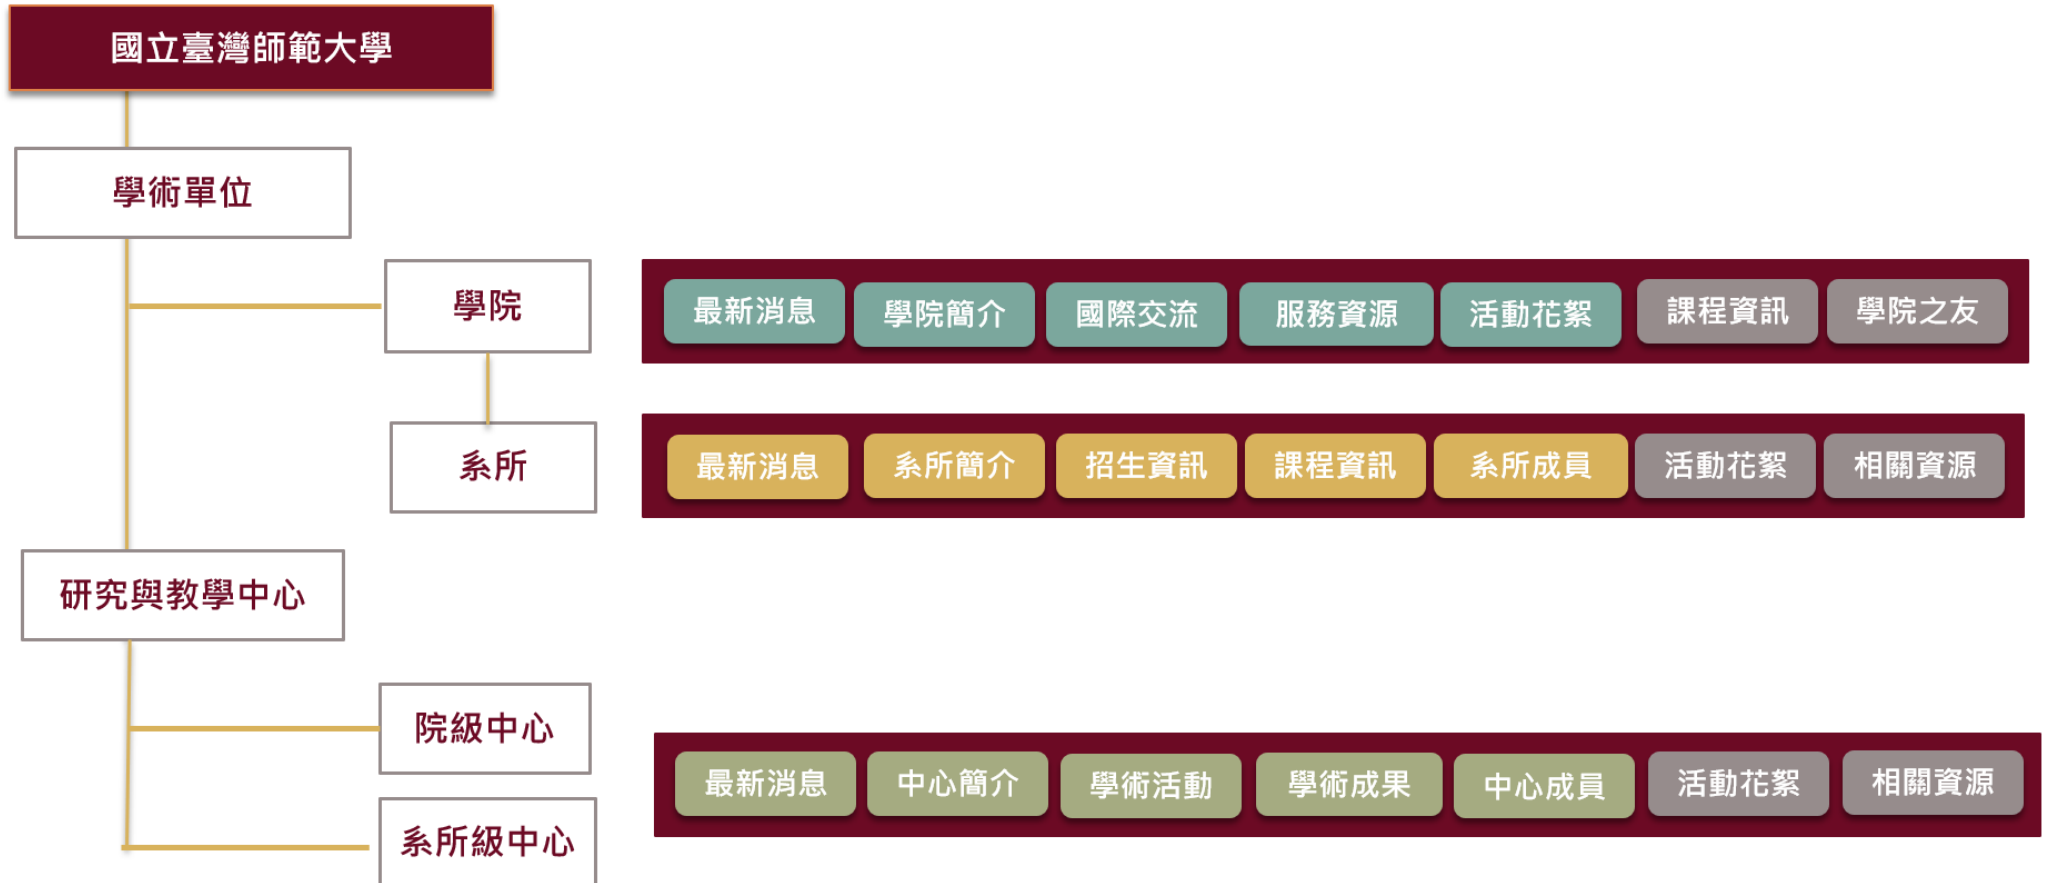 國立臺灣師範大學
學術單位
學院
最新消息
學院簡介
國際交流
服務資源
活動花絮
課程資訊
學院之友
系所
最新消息
系所簡介
招生資訊
課程資訊
系所成員
活動花絮
相關資源
研究與教學中心
院級中心
系所級中心
最新消息
中心簡介
學術活動
學術成果
中心成員
活動花絮
相關資源